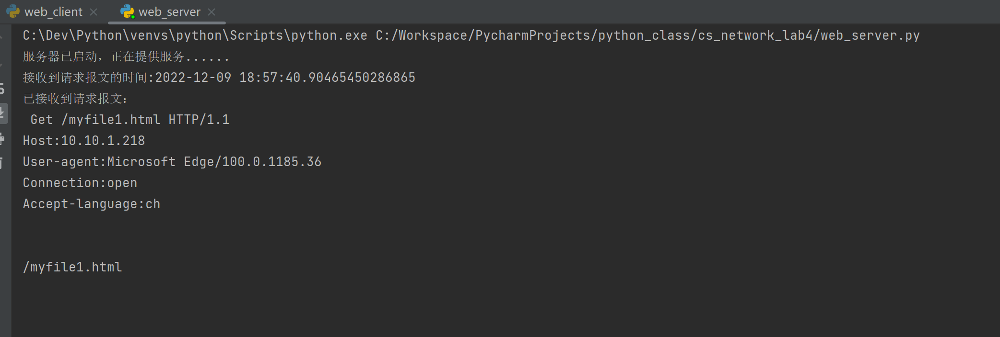 web_client
web_server
C:\Dev\Python\venvs\python\Scripts\python.exe C:/Workspace/PycharmProjects/python_class/cs_network_lab4/web_server.py
服务器已启动，正在提供服务......
接收到请求报文的时间:2022-12-09 18:57:40.90465450286865
已接收到请求报文：
Get /myfile1.html HTTP/1.1
Host:10.10.1.218
User-agent:Microsoft Edge/100.0.1185.36
Connection:open
Accept-language:ch
/myfile1.html